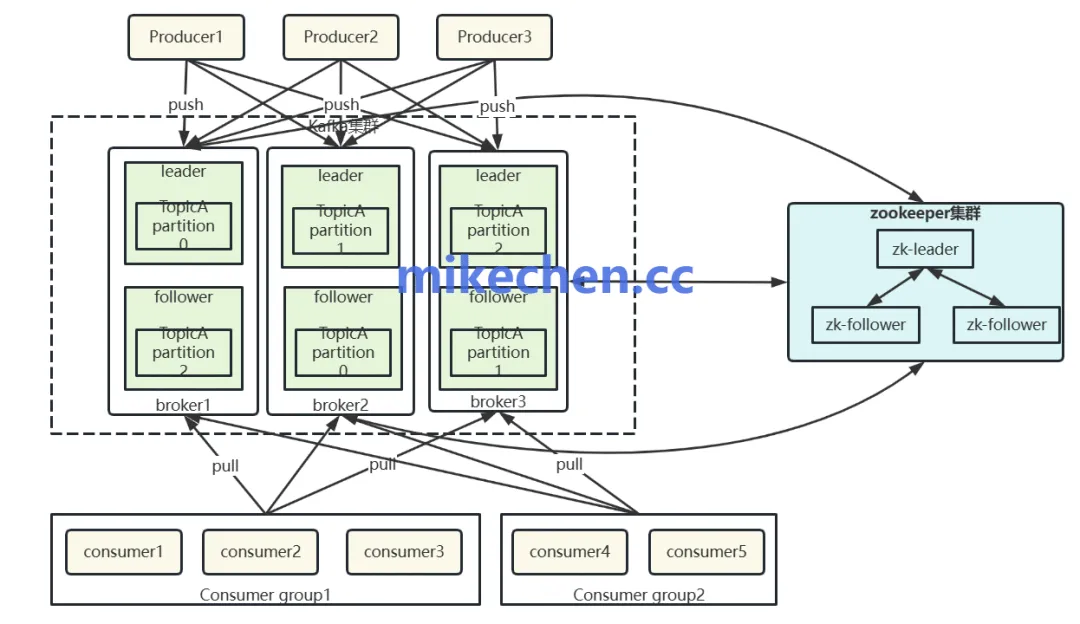 Producer1
Producer2
Producer3
push
push
push
Kafka集群
leader
TopicA
partition
0
leader
TopicA
partition
1
leader
TopicA
partition
2
follower
TopicA
partition
2
follower
TopicA
partition
0
follower
TopicA
partition
1
broker1
broker2
broker3
mikechen.cc
zookeeper集群
zk-leader
zk-follower
zk-follower
pull
pull
pull
consumer1
consumer2
consumer3
Consumer group1
consumer4
consumer5
Consumer group2